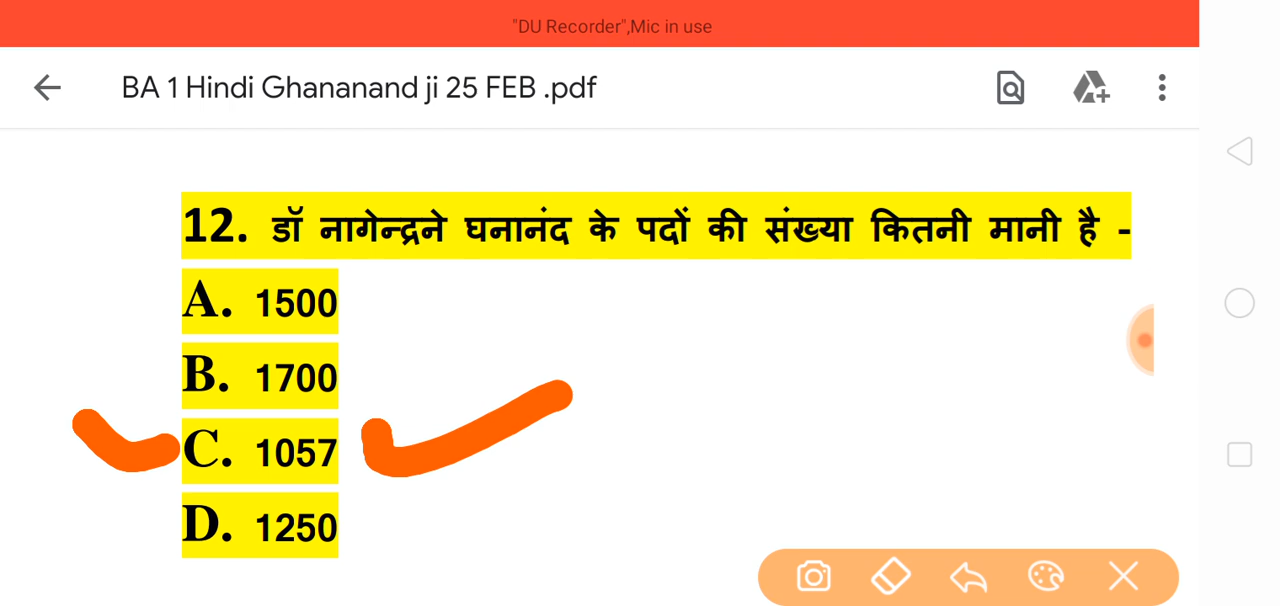 "DU Recorder",Mic in use
BA 1 Hindi Ghananand ji 25 FEB .pdf
12. डॉ नागेन्द्रने घनानंद के पदों की संख्या कितनी मानी है -
A. 1500
B. 1700
C. 1057
D. 1250